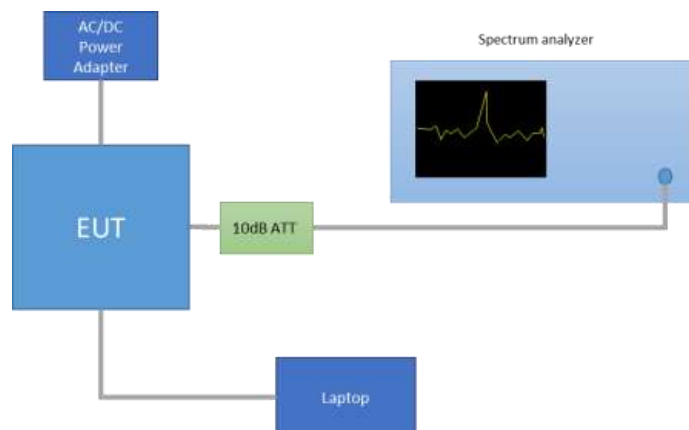 AC/DC
Power
Adapter
Spectrum analyzer
EUT
10dB ATT
Laptop